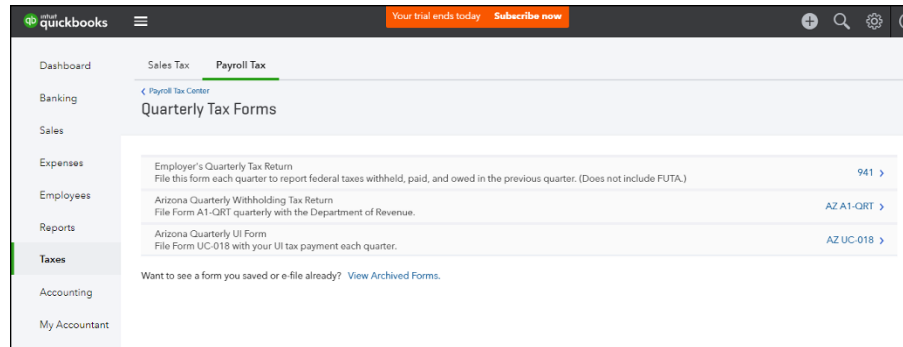 intuit
quickbooks
Your trial ends today Subscribe now
Dashboard
Banking
Sales
Expenses
Employees
Reports
Taxes
Accounting
My Accountant
Sales Tax Payroll Tax
Payroll Tax Center
Quarterly Tax Forms
Employer's Quarterly Tax Return
File this form each quarter to report federal taxes withheld, paid, and owed in the previous quarter. (Does not include FUTA.)
941
Arizona Quarterly Withholding Tax Return
File Form A1-QRT quarterly with the Department of Revenue.
AZ A1-QRT
Arizona Quarterly UI Form
File Form UC-018 with your UI tax payment each quarter.
AZ UC-018
Want to see a form you saved or e-file already? View Archived Forms.